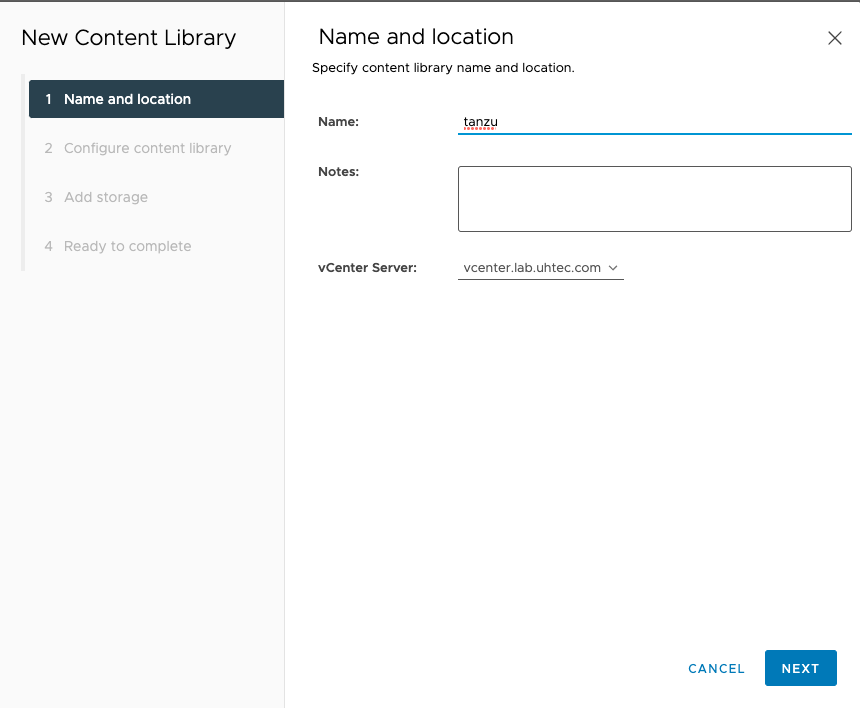 New Content Library
1 Name and location
2 Configure content library
3 Add storage
4 Ready to complete
Name and location
Specify content library name and location.
Name: tanzu
Notes:
vCenter Server: vcenter.lab.uhtec.com
CANCEL NEXT